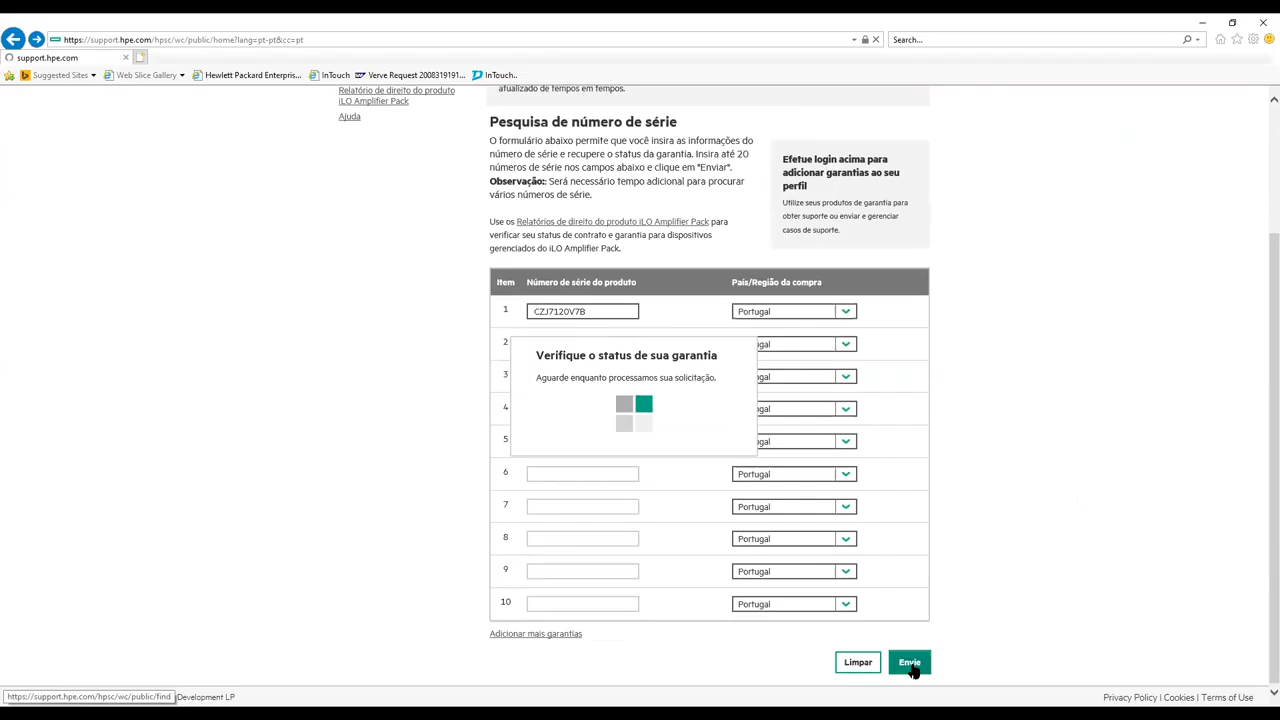 https://support.hpe.com/hpsc/wc/public/home?lang=pt-pt&cc=pt
Search...
support.hpe.com
Suggested Sites
Web Slice Gallery
Hewlett Packard Enterpris...
InTouch
Verve Request 2008319191...
InTouch..
Relatório de direito do produto
iLO Amplifier Pack
Ajuda
atualizado de tempos em tempos.
Pesquisa de número de série
O formulário abaixo permite que você insira as informações do
número de série e recupere o status da garantia. Insira até 20
números de série nos campos abaixo e clique em "Enviar".
Observação:: Será necessário tempo adicional para procurar
vários números de série.
Use os Relatórios de direito do produto iLO Amplifier Pack para
verificar seu status de contrato e garantia para dispositivos
gerenciados do iLO Amplifier Pack.
Efetue login acima para
adicionar garantias ao seu
perfil
Utilize seus produtos de garantia para
obter suporte ou enviar e gerenciar
casos de suporte.
Item Número de série do produto País/Região da compra
1 CZJ7120V7B Portugal
2 gal
3 gal
4 gal
5 gal
Verifique o status de sua garantia
Aguarde enquanto processamos sua solicitação.
6 Portugal
7 Portugal
8 Portugal
9 Portugal
10 Portugal
Adicionar mais garantias
Limpar
Envie
https://support.hpe.com/hpsc/wc/public/find
Development LP
Privacy Policy | Cookies | Terms of Use